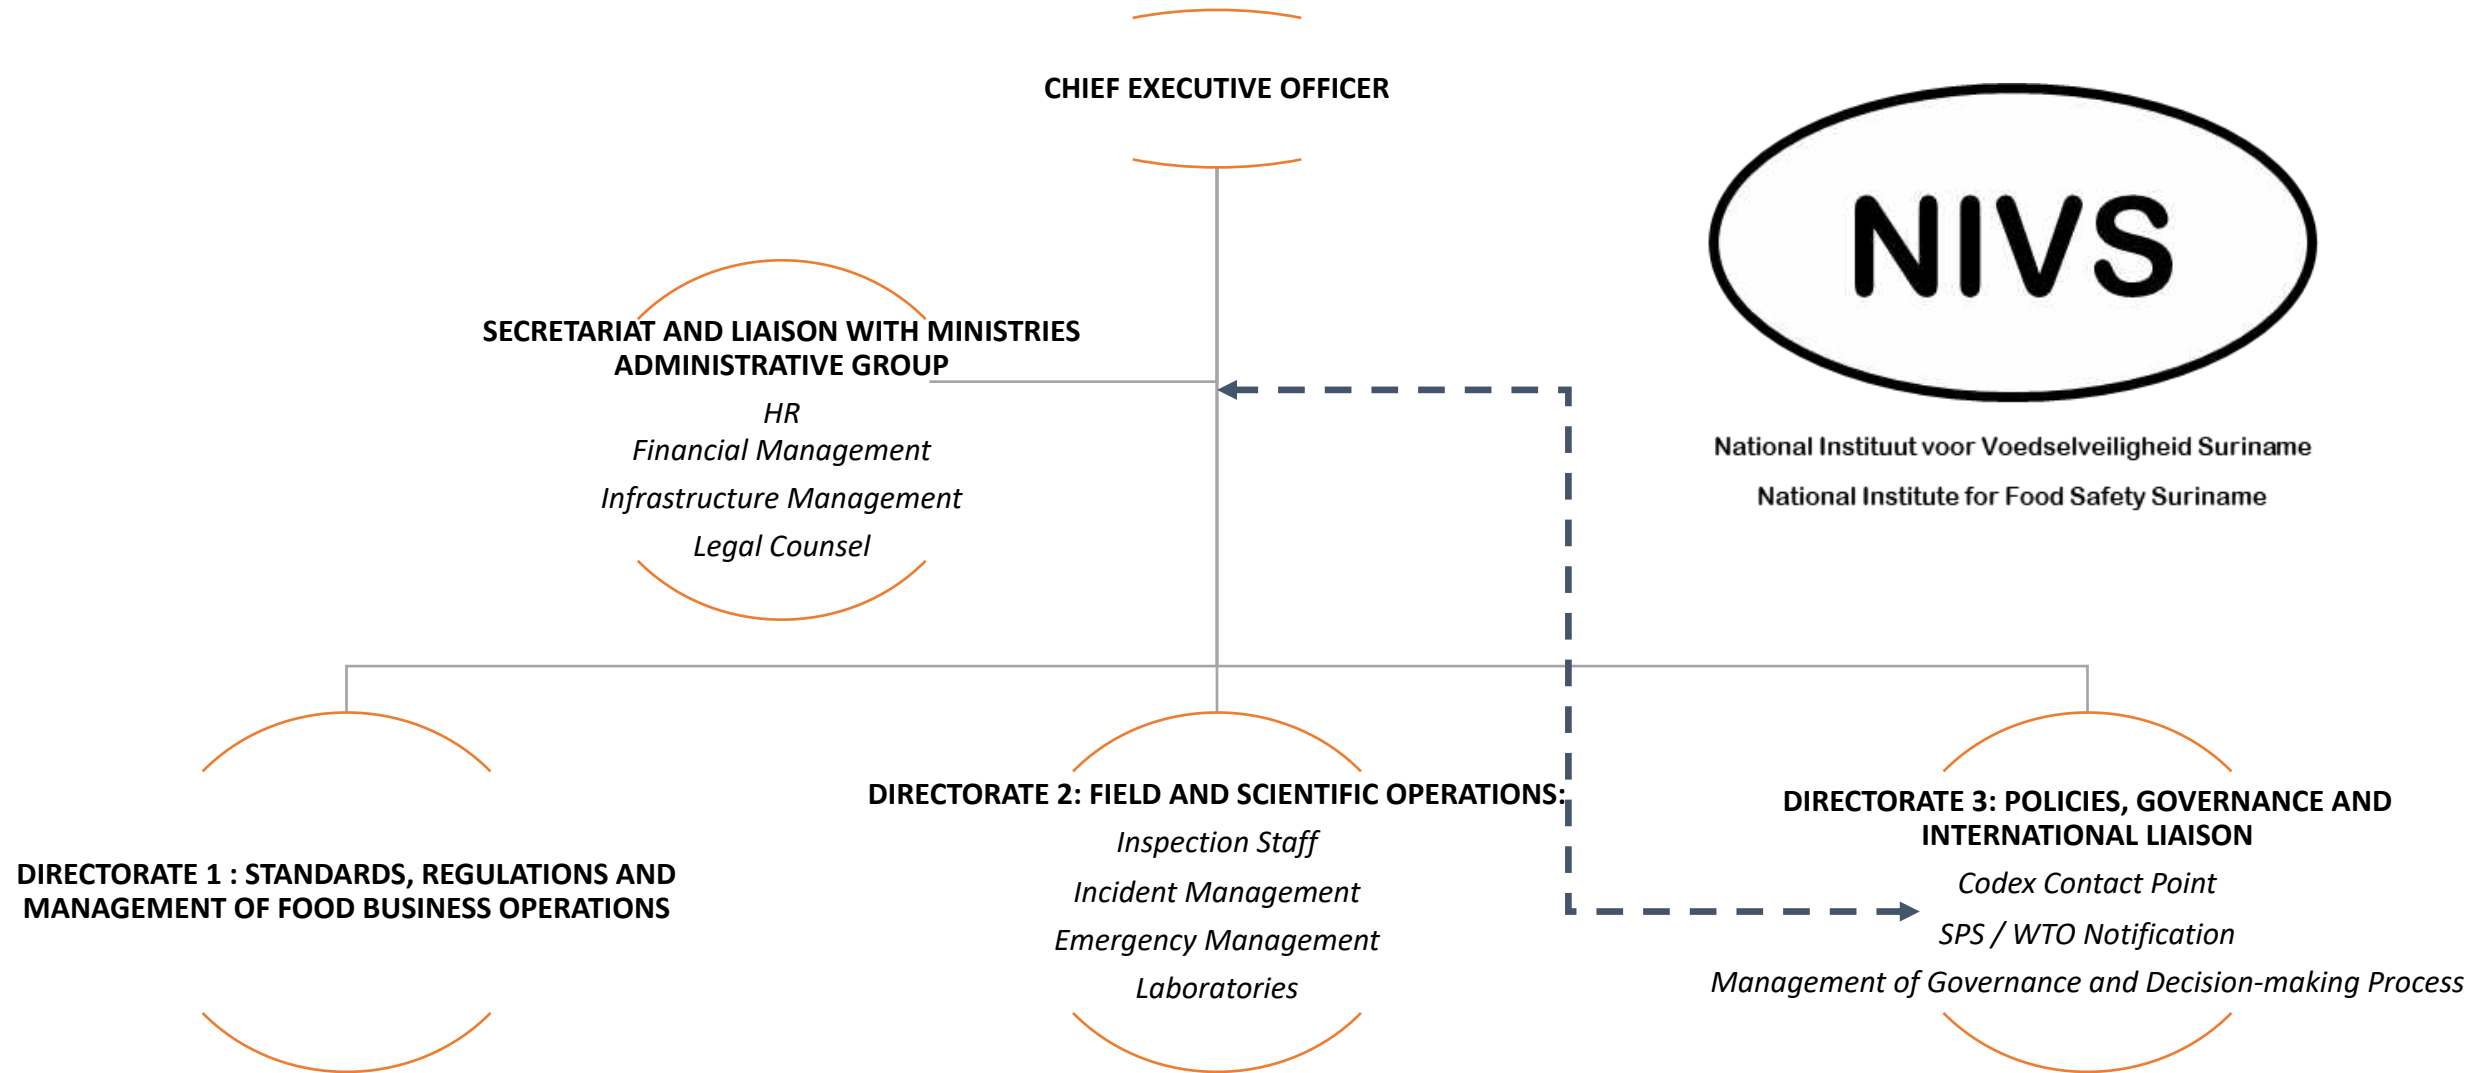 CHIEF EXECUTIVE OFFICER
NIVS
National Instituut voor Voedselveiligheid Suriname
National Institute for Food Safety Suriname
SECRETARIAT AND LIAISON WITH MINISTRIES
ADMINISTRATIVE GROUP
HR
Financial Management
Infrastructure Management
Legal Counsel
DIRECTORATE 1 : STANDARDS, REGULATIONS AND
MANAGEMENT OF FOOD BUSINESS OPERATIONS
DIRECTORATE 2: FIELD AND SCIENTIFIC OPERATIONS:
Inspection Staff
Incident Management
Emergency Management
Laboratories
DIRECTORATE 3: POLICIES, GOVERNANCE AND
INTERNATIONAL LIAISON
Codex Contact Point
SPS / WTO Notification
Management of Governance and Decision-making Process